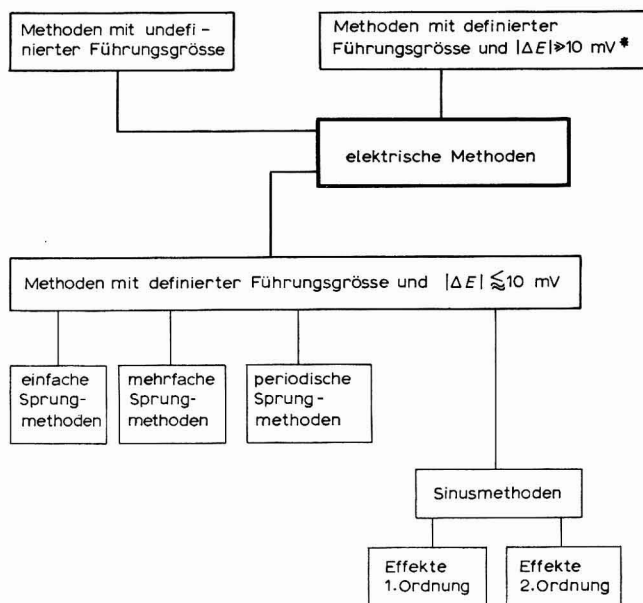 Methoden mit undefi-
nierter Führungsgrösse
Methoden mit definierter
Führungsgrösse und |ΔE|≫10 mV*
elektrische Methoden
Methoden mit definierter Führungsgrösse und |ΔE| ⪅10 mV
einfache
Sprung-
methoden
mehrfache
Sprung-
methoden
periodische
Sprung-
methoden
Sinusmethoden
Effekte
1.Ordnung
Effekte
2.Ordnung